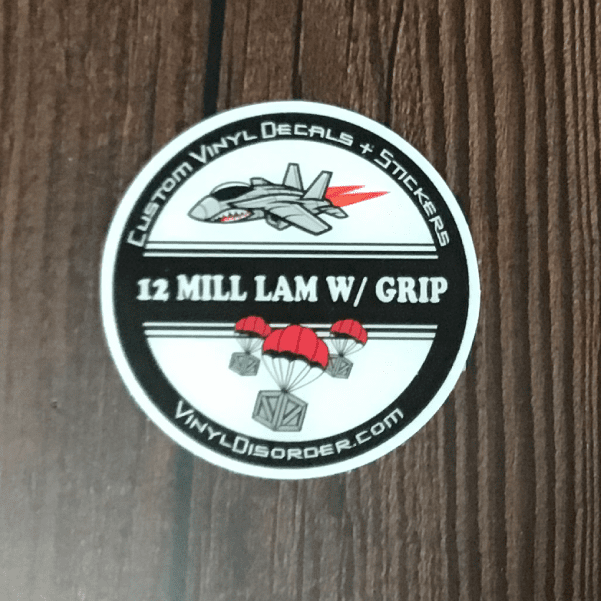 Custom Vinyl Decals + Stickers
12 MILL LAM W/ GRIP
VinylDisorder.com